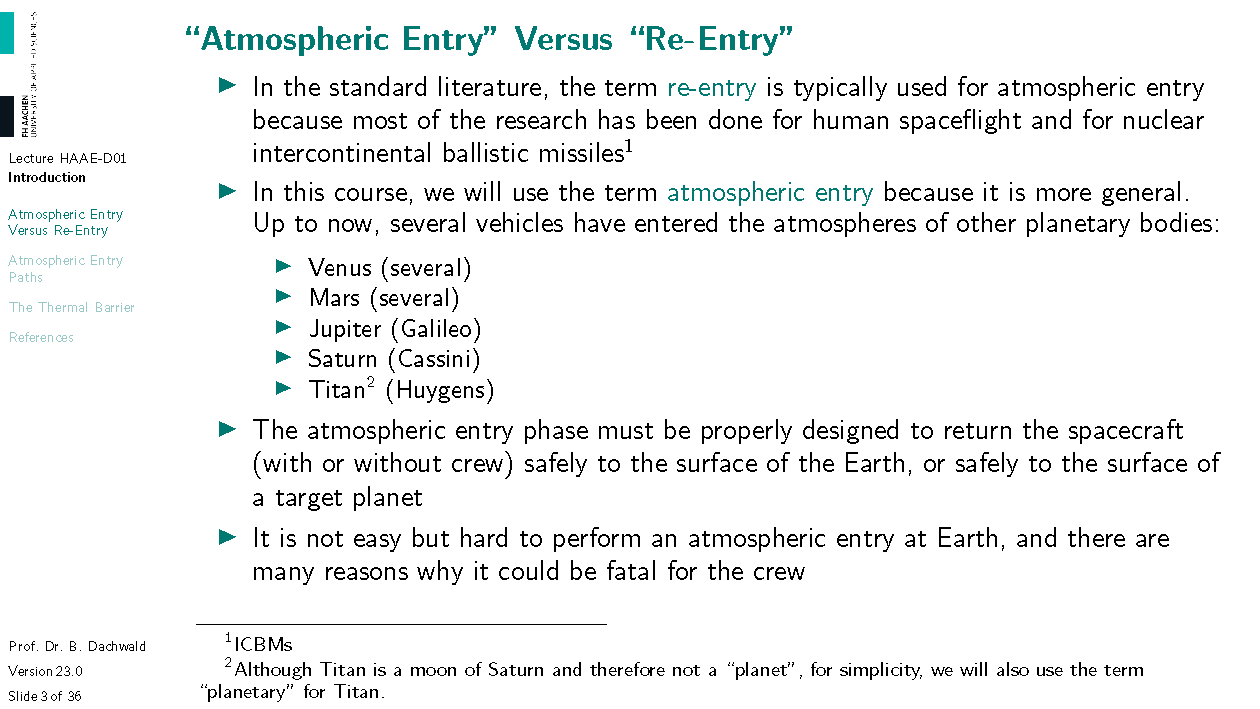 FH AACHEN
UNIVERSITY OF APPLIED SCIENCES
Lecture HAAE-D01
Introduction
Atmospheric Entry
Versus Re-Entry
Atmospheric Entry
Paths
The Thermal Barrier
References
Prof. Dr. B. Dachwald
Version 23.0
Slide 3 of 36
“Atmospheric Entry” Versus “Re-Entry”
▶ In the standard literature, the term re-entry is typically used for atmospheric entry
because most of the research has been done for human spaceflight and for nuclear
intercontinental ballistic missiles¹
▶ In this course, we will use the term atmospheric entry because it is more general.
Up to now, several vehicles have entered the atmospheres of other planetary bodies:
▶ Venus (several)
▶ Mars (several)
▶ Jupiter (Galileo)
▶ Saturn (Cassini)
▶ Titan² (Huygens)
▶ The atmospheric entry phase must be properly designed to return the spacecraft
(with or without crew) safely to the surface of the Earth, or safely to the surface of
a target planet
▶ It is not easy but hard to perform an atmospheric entry at Earth, and there are
many reasons why it could be fatal for the crew
¹ICBMs
²Although Titan is a moon of Saturn and therefore not a “planet”, for simplicity, we will also use the term
“planetary” for Titan.